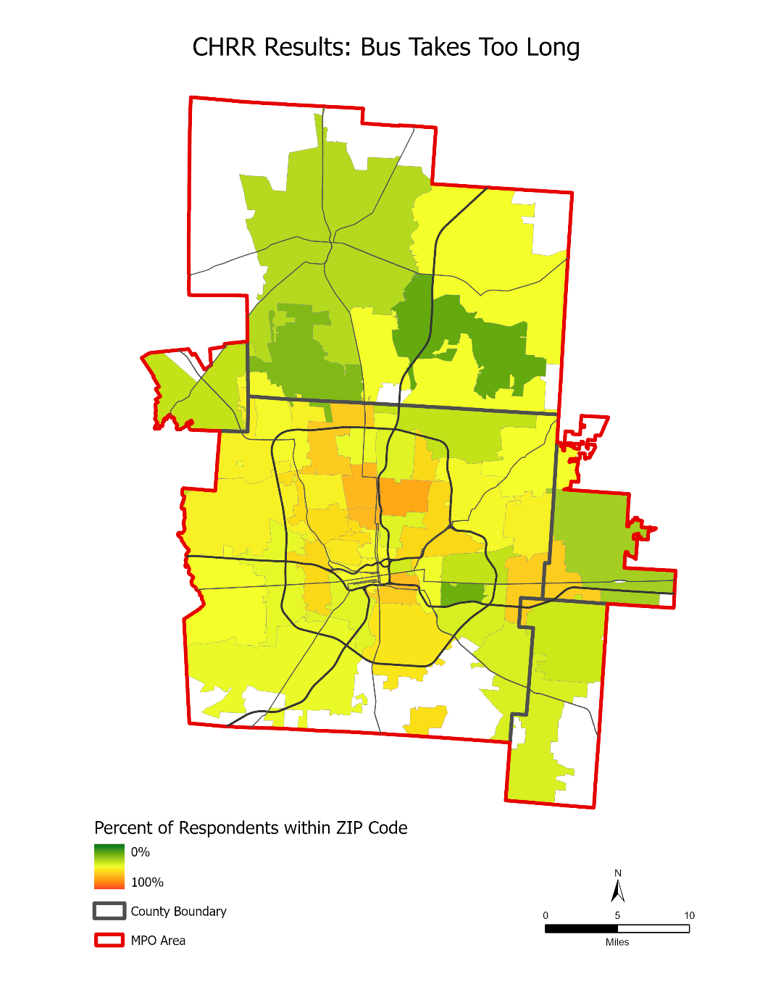 CHRR Results: Bus Takes Too Long
Percent of Respondents within ZIP Code
0%
100%
County Boundary
MPO Area
N
0 5 10
Miles